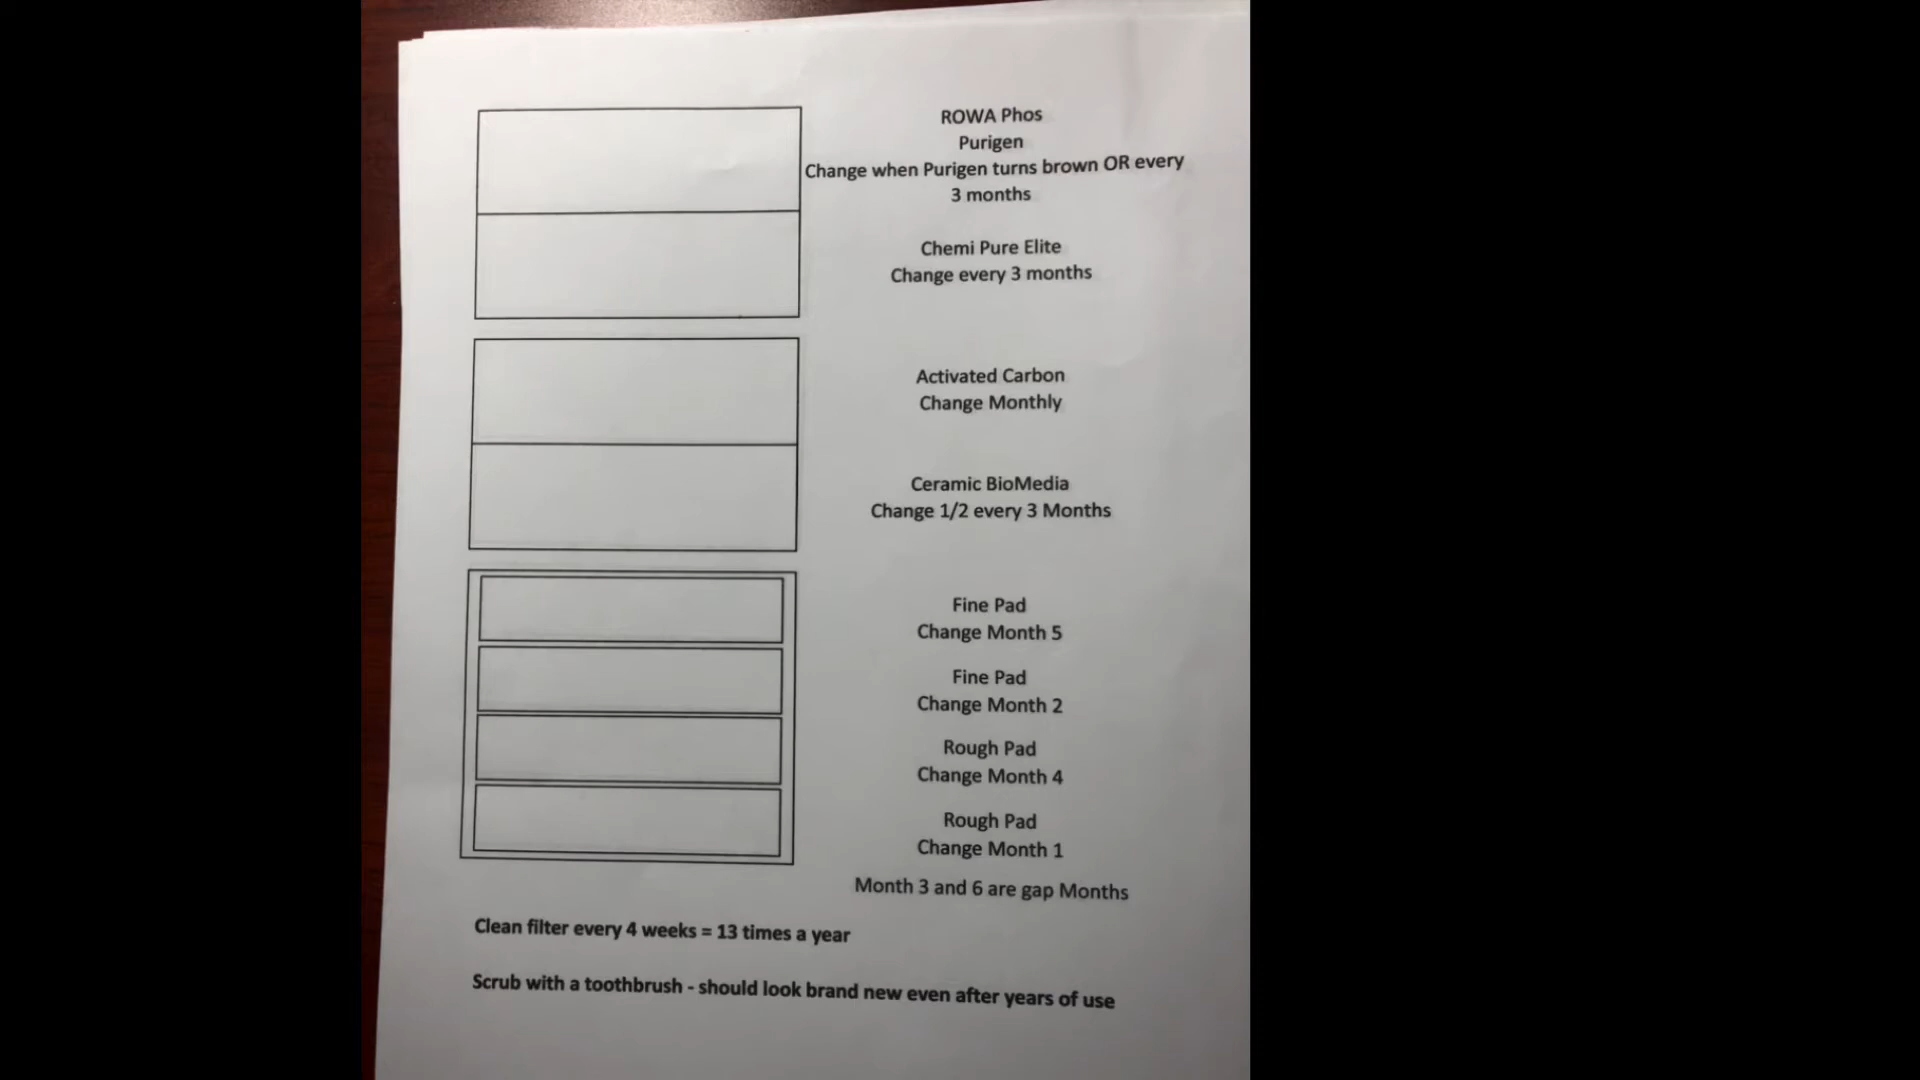 ROWA Phos
Purigen
Change when Purigen turns brown OR every
3 months
Chemi Pure Elite
Change every 3 months
Activated Carbon
Change Monthly
Ceramic BioMedia
Change 1/2 every 3 Months
Fine Pad
Change Month 5
Fine Pad
Change Month 2
Rough Pad
Change Month 4
Rough Pad
Change Month 1
Month 3 and 6 are gap Months
Clean filter every 4 weeks = 13 times a year
Scrub with a toothbrush - should look brand new even after years of use